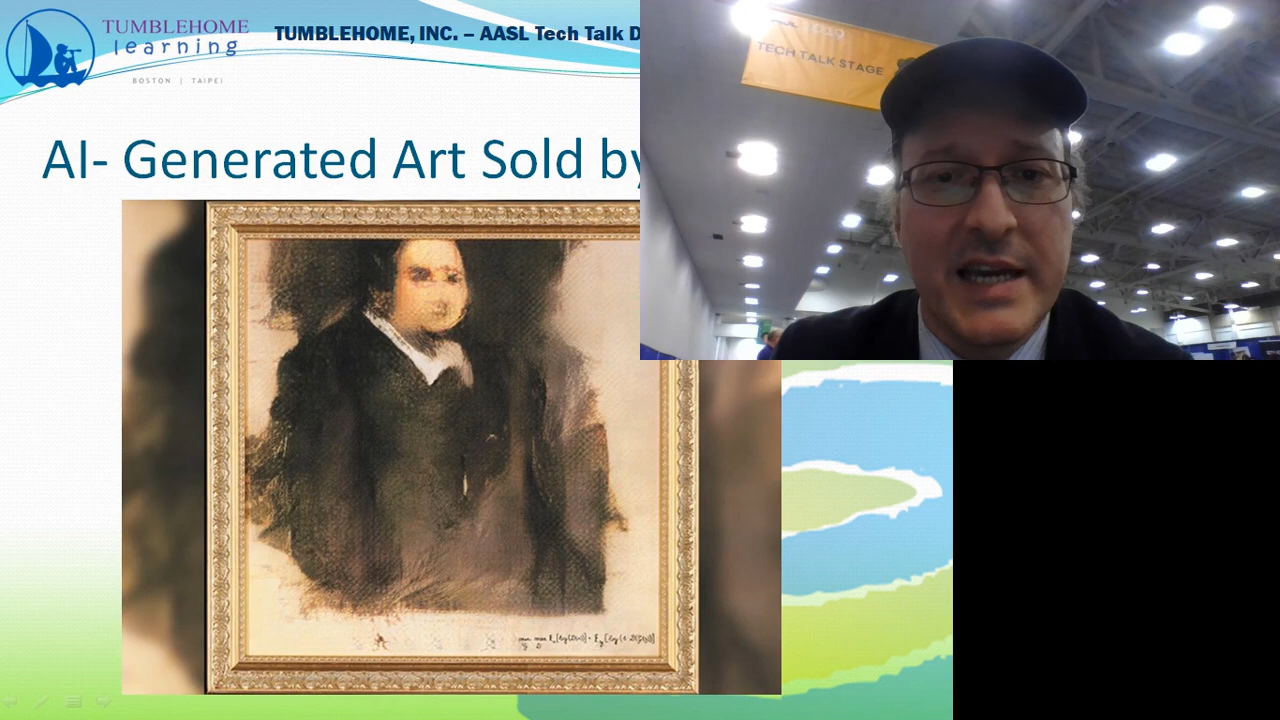 TUMBLEHOME
learning
BOSTON | TAIPEI
TUMBLEHOME, INC. – AASL Tech Talk D
AI- Generated Art Sold by
TECH TALK STAGE